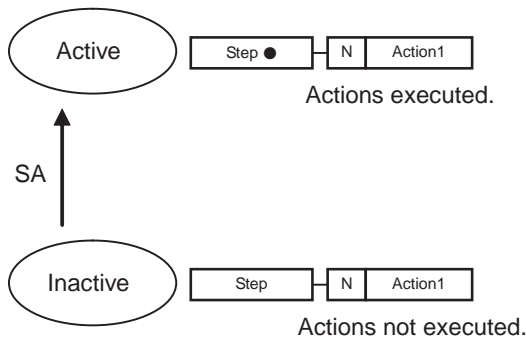 Active
Step N Action1
Actions executed.
SA
Inactive
Step N Action1
Actions not executed.